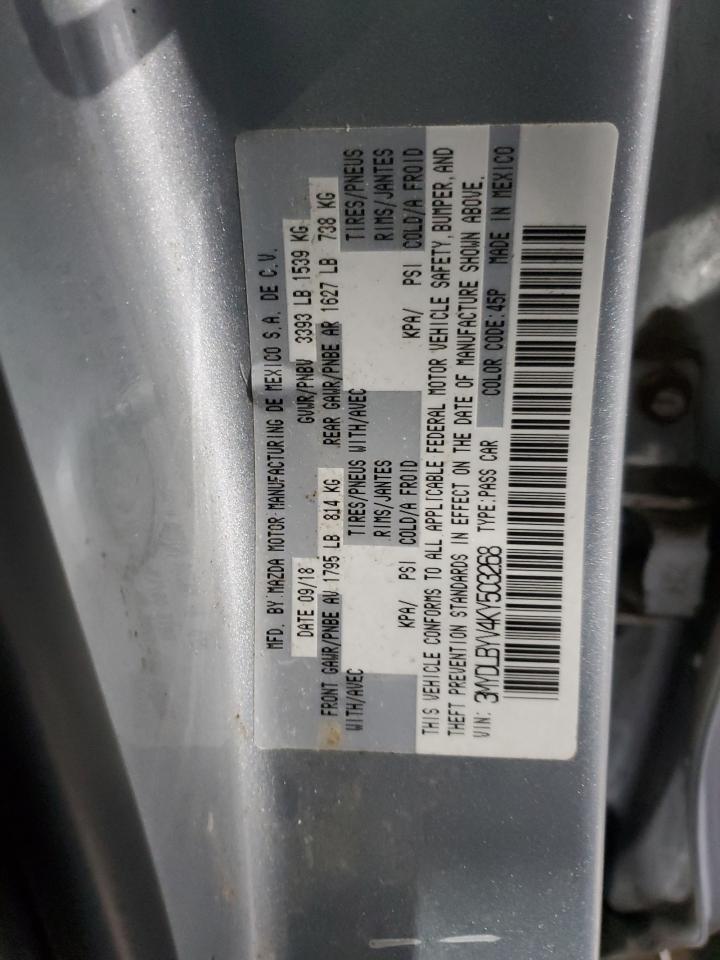 MFD. BY MAZDA MOTOR MANUFACTURING DE MEXICO S.A. DE C.V.
DATE 09/18 GVWR/PNBV 3393 LB 1539 KG
FRONT GAWR/PNBE AV 1795 LB 814 KG REAR GAWR/PNBE AR 1627 LB 738 KG
WITH/AVEC TIRES/PNEUS WITH/AVEC TIRES/PNEUS
RIMS/JANTES RIMS/JANTES
KPA/ PSI COLD/A FROID KPA/ PSI COLD/A FROID
THIS VEHICLE CONFORMS TO ALL APPLICABLE FEDERAL MOTOR VEHICLE SAFETY, BUMPER, AND
THEFT PREVENTION STANDARDS IN EFFECT ON THE DATE OF MANUFACTURE SHOWN ABOVE.
VIN: 3MYDLBYV4KY503268 TYPE:PASS CAR COLOR CODE:45P MADE IN MEXICO